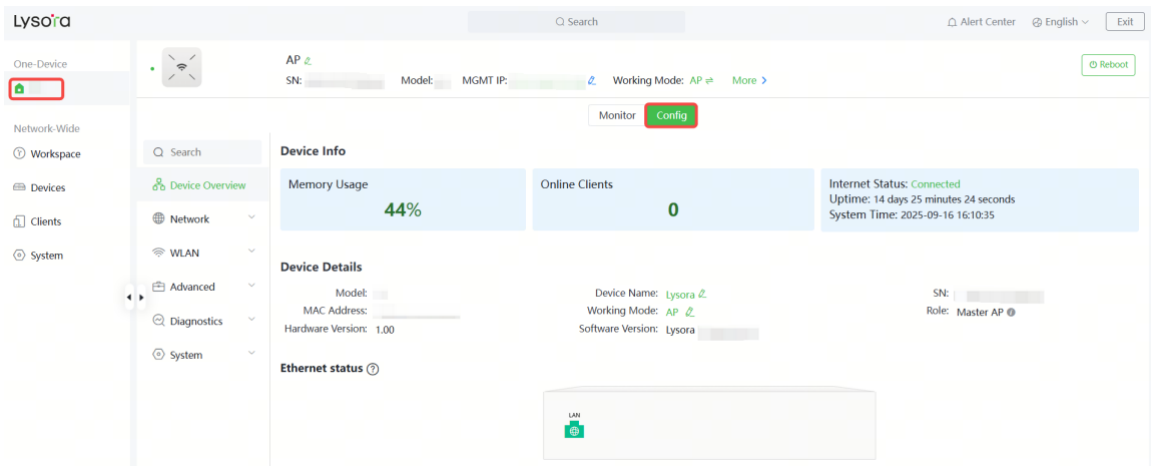 Lysora
Search
Alert Center
English
Exit
One-Device
Network-Wide
Workspace
Devices
Clients
System
AP
SN:
Model:
MGMT IP:
Working Mode: AP
More
Reboot
Monitor
Config
Search
Device Overview
Network
WLAN
Advanced
Diagnostics
System
Device Info
Memory Usage
44%
Online Clients
0
Internet Status: Connected
Uptime: 14 days 25 minutes 24 seconds
System Time: 2025-09-16 16:10:35
Device Details
Model:
Device Name: Lysora
SN:
MAC Address:
Working Mode: AP
Role: Master AP
Hardware Version: 1.00
Software Version: Lysora
Ethernet status
LAN